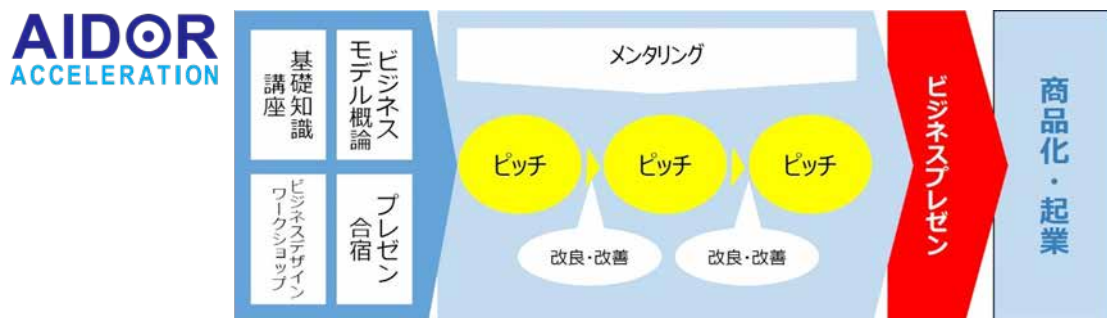 AIDOR
ACCELERATION
基礎知識
講座
ビジネス
モデル概論
ビジネスデザイン
ワークショップ
プレゼン
合宿
メンタリング
ピッチ
ピッチ
ピッチ
改良・改善
改良・改善
ビジネスプレゼン
商品化・起業